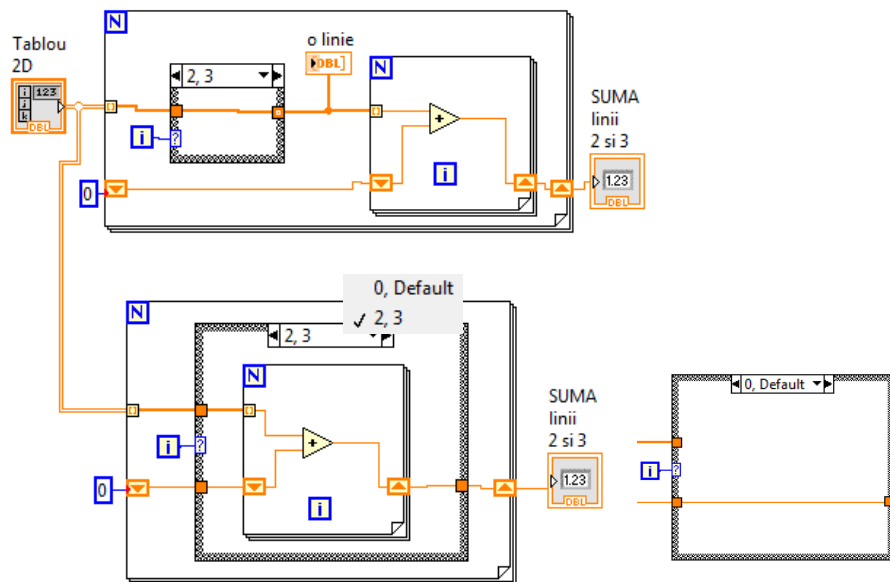 N
o linie
Tablou
2D
2, 3
DBL
N
i 123
j
k
DBL
SUMA
linii
2 si 3
+
i
?
i
0
1.23
DBL
0, Default
✓ 2, 3
N
2, 3
N
0, Default
SUMA
linii
2 si 3
+
i
?
i
?
0
i
1.23
DBL